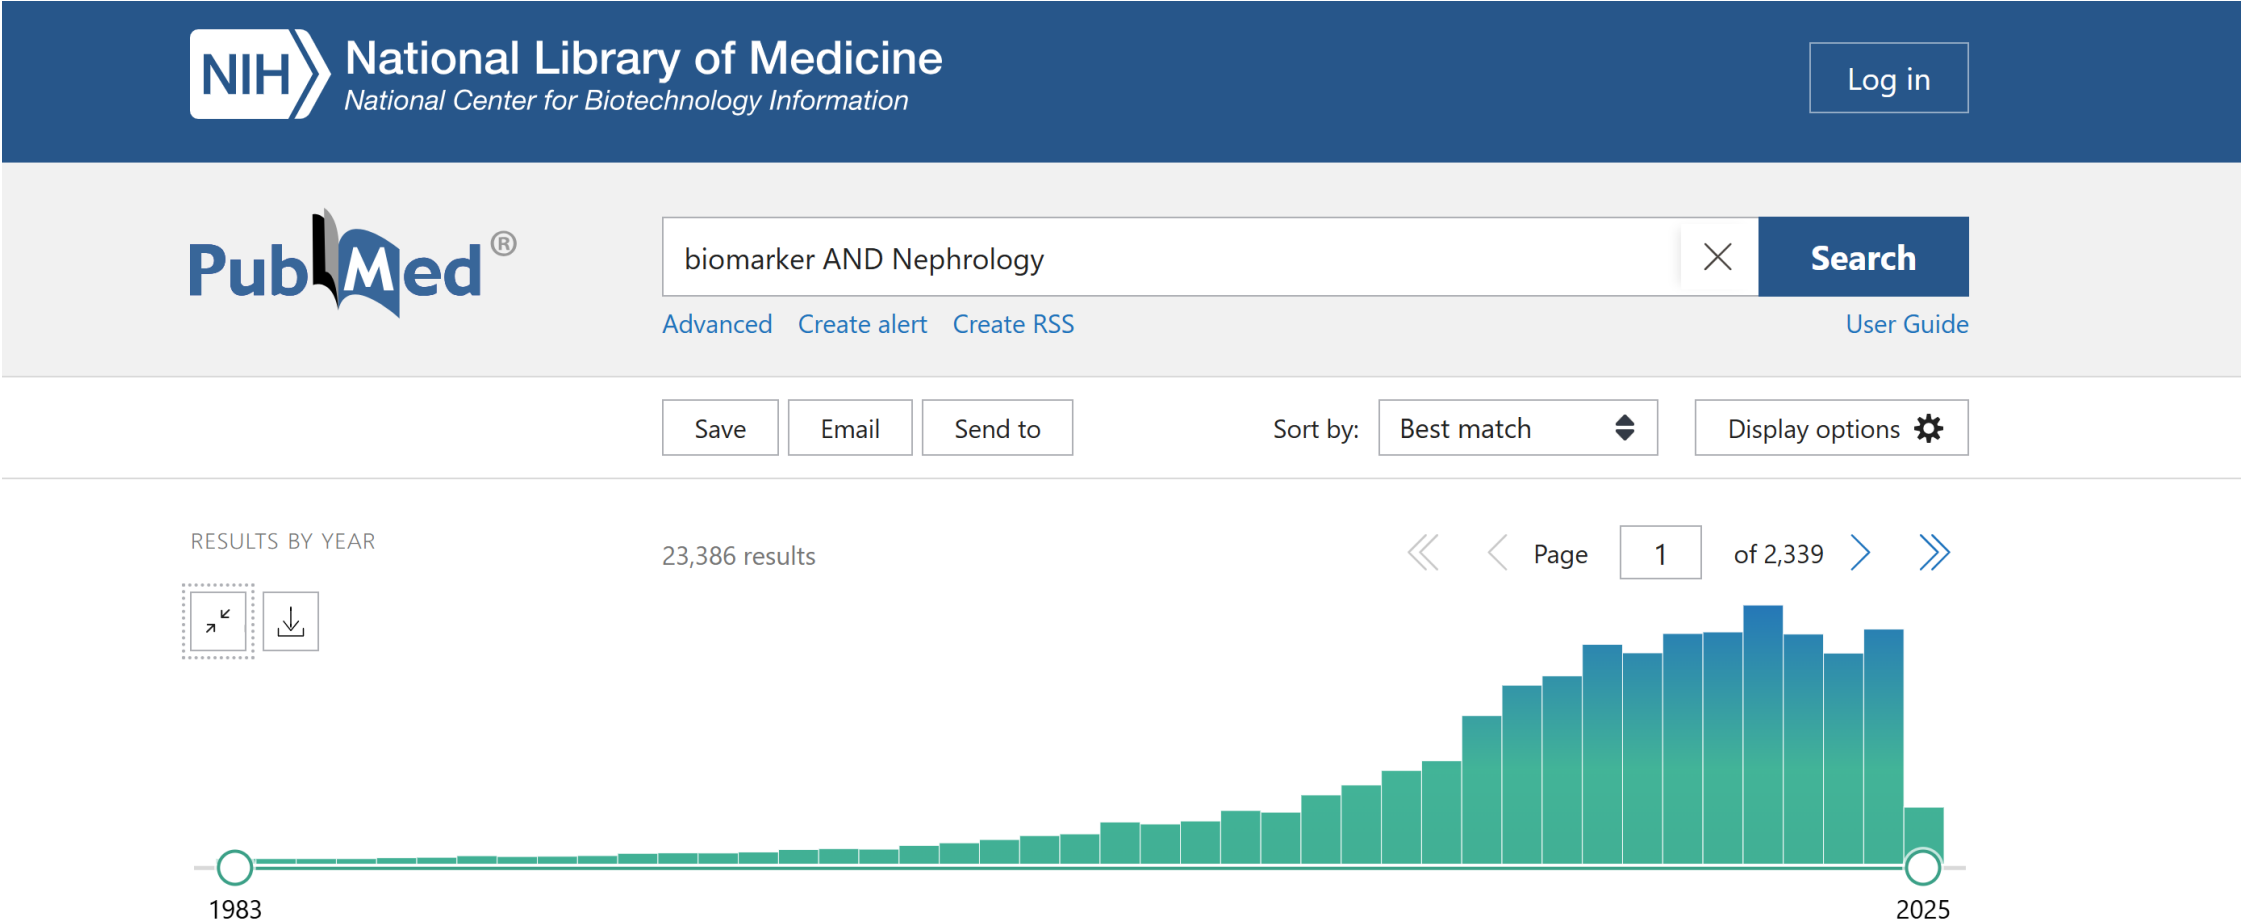 NIH
National Library of Medicine
National Center for Biotechnology Information
Log in
PubMed®
biomarker AND Nephrology
Search
Advanced Create alert Create RSS
User Guide
Save Email Send to
Sort by: Best match
Display options
RESULTS BY YEAR
23,386 results
Page 1 of 2,339
1983
2025